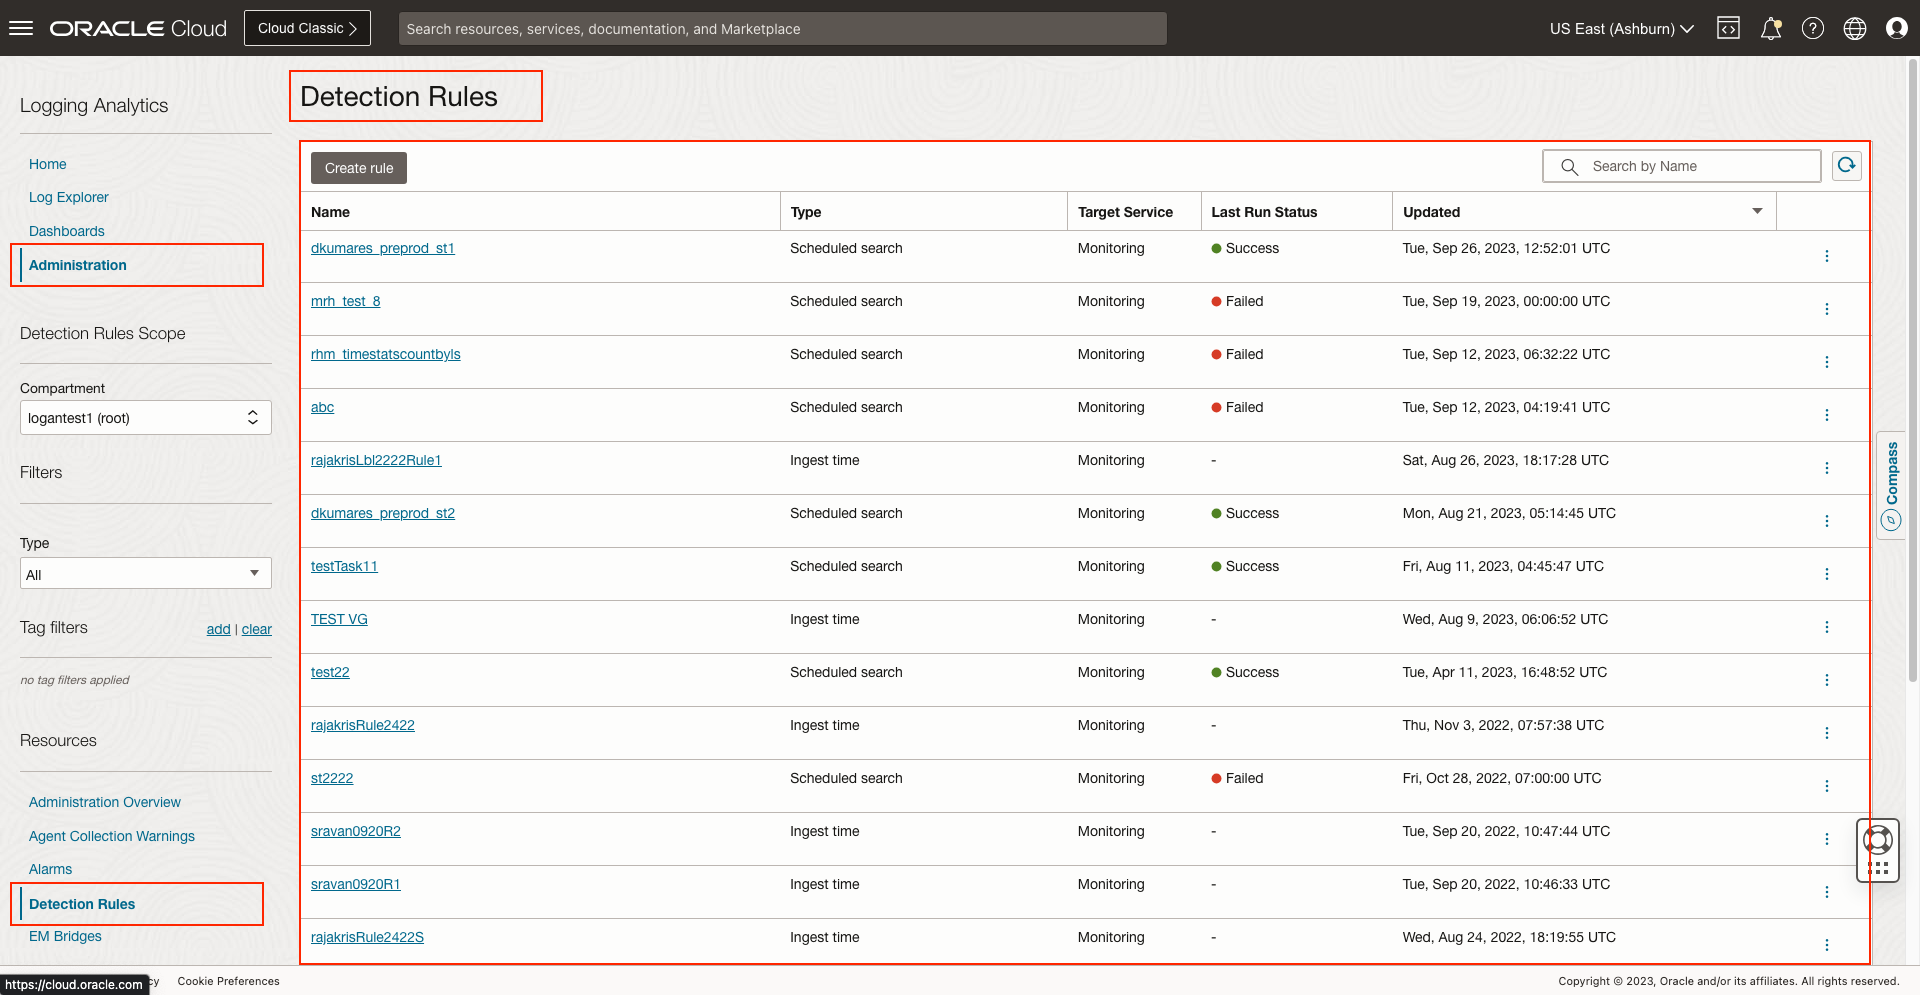 ORACLE Cloud
Cloud Classic
Search resources, services, documentation, and Marketplace
US East (Ashburn)
Logging Analytics
Home
Log Explorer
Dashboards
Administration
Detection Rules Scope
Compartment
logantest1 (root)
Filters
Type
All
Tag filters add | clear
no tag filters applied
Resources
Administration Overview
Agent Collection Warnings
Alarms
Detection Rules
EM Bridges
Detection Rules
Create rule
Search by Name
Name Type Target Service Last Run Status Updated
dkumares_preprod_st1 Scheduled search Monitoring Success Tue, Sep 26, 2023, 12:52:01 UTC
mrh_test_8 Scheduled search Monitoring Failed Tue, Sep 19, 2023, 00:00:00 UTC
rhm_timestatscountbyls Scheduled search Monitoring Failed Tue, Sep 12, 2023, 06:32:22 UTC
abc Scheduled search Monitoring Failed Tue, Sep 12, 2023, 04:19:41 UTC
rajakrisLbl2222Rule1 Ingest time Monitoring - Sat, Aug 26, 2023, 18:17:28 UTC
dkumares_preprod_st2 Scheduled search Monitoring Success Mon, Aug 21, 2023, 05:14:45 UTC
testTask11 Scheduled search Monitoring Success Fri, Aug 11, 2023, 04:45:47 UTC
TEST VG Ingest time Monitoring - Wed, Aug 9, 2023, 06:06:52 UTC
test22 Scheduled search Monitoring Success Tue, Apr 11, 2023, 16:48:52 UTC
rajakrisRule2422 Ingest time Monitoring - Thu, Nov 3, 2022, 07:57:38 UTC
st2222 Scheduled search Monitoring Failed Fri, Oct 28, 2022, 07:00:00 UTC
sravan0920R2 Ingest time Monitoring - Tue, Sep 20, 2022, 10:47:44 UTC
sravan0920R1 Ingest time Monitoring - Tue, Sep 20, 2022, 10:46:33 UTC
rajakrisRule2422S Ingest time Monitoring - Wed, Aug 24, 2022, 18:19:55 UTC
Compass
https://cloud.oracle.com cy Cookie Preferences
Copyright © 2023, Oracle and/or its affiliates. All rights reserved.